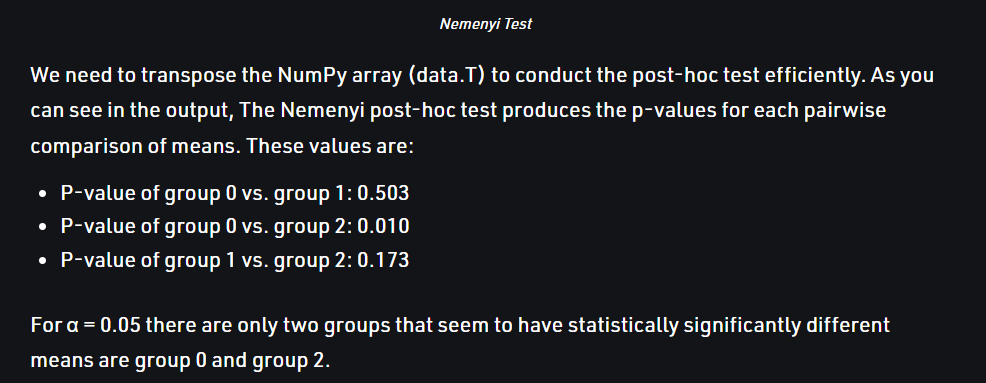 Nemenyi Test
We need to transpose the NumPy array (data.T) to conduct the post-hoc test efficiently. As you
can see in the output, The Nemenyi post-hoc test produces the p-values for each pairwise
comparison of means. These values are:
• P-value of group 0 vs. group 1: 0.503
• P-value of group 0 vs. group 2: 0.010
• P-value of group 1 vs. group 2: 0.173
For α = 0.05 there are only two groups that seem to have statistically significantly different
means are group 0 and group 2.